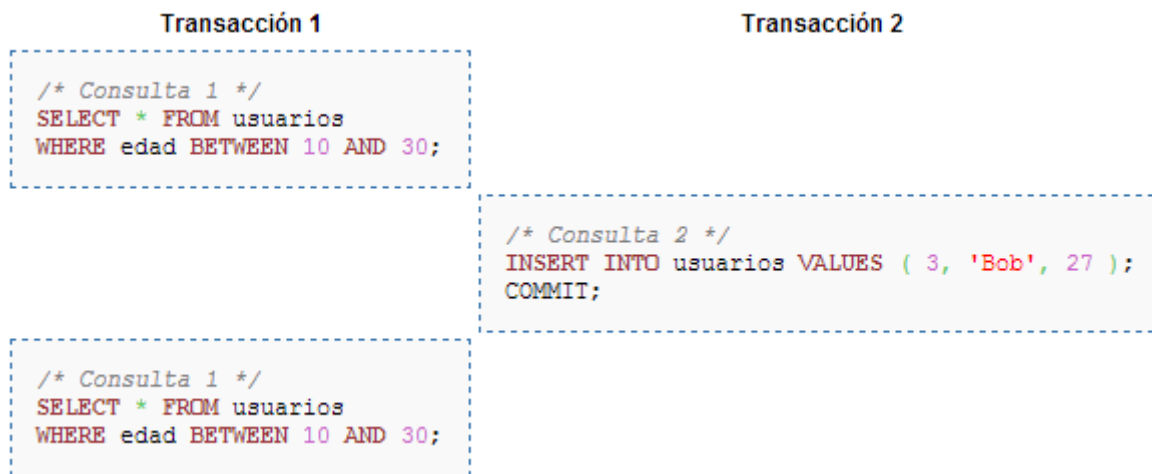 Transacción 1
Transacción 2
/* Consulta 1 */
SELECT * FROM usuarios
WHERE edad BETWEEN 10 AND 30;
/* Consulta 2 */
INSERT INTO usuarios VALUES ( 3, 'Bob', 27 );
COMMIT;
/* Consulta 1 */
SELECT * FROM usuarios
WHERE edad BETWEEN 10 AND 30;